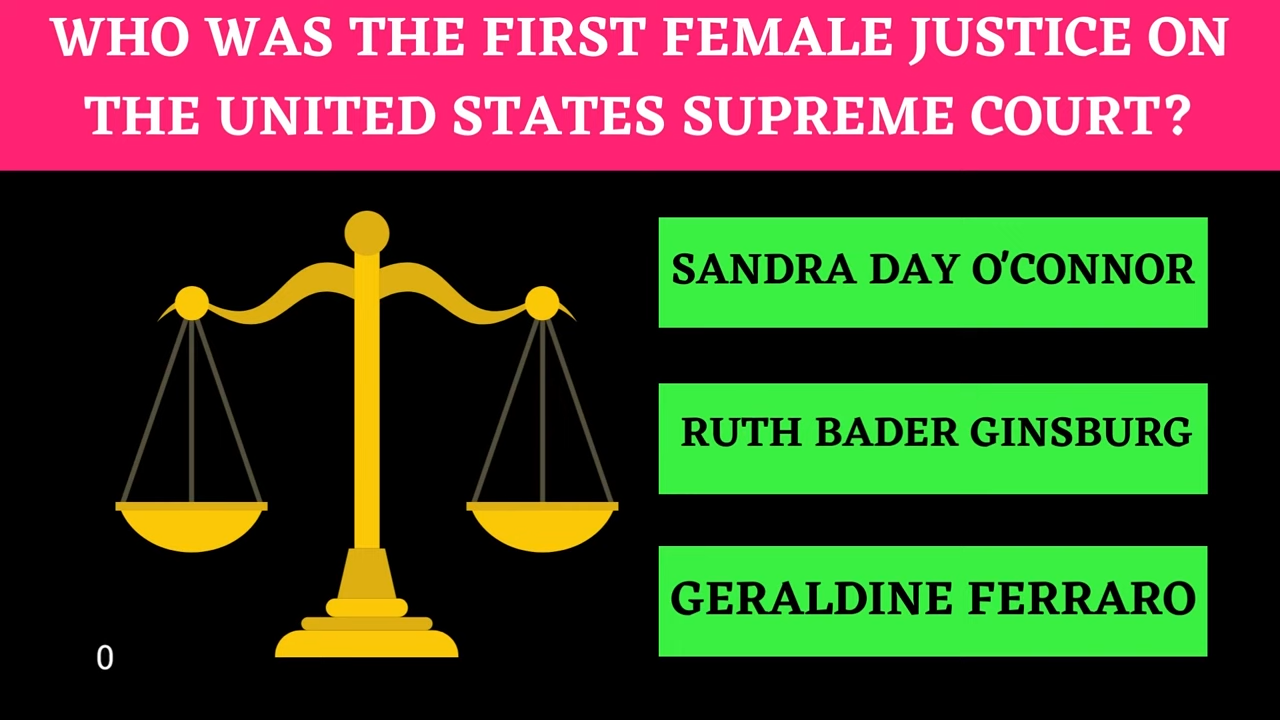 WHO WAS THE FIRST FEMALE JUSTICE ON
THE UNITED STATES SUPREME COURT?
SANDRA DAY O'CONNOR
RUTH BADER GINSBURG
GERALDINE FERRARO
0